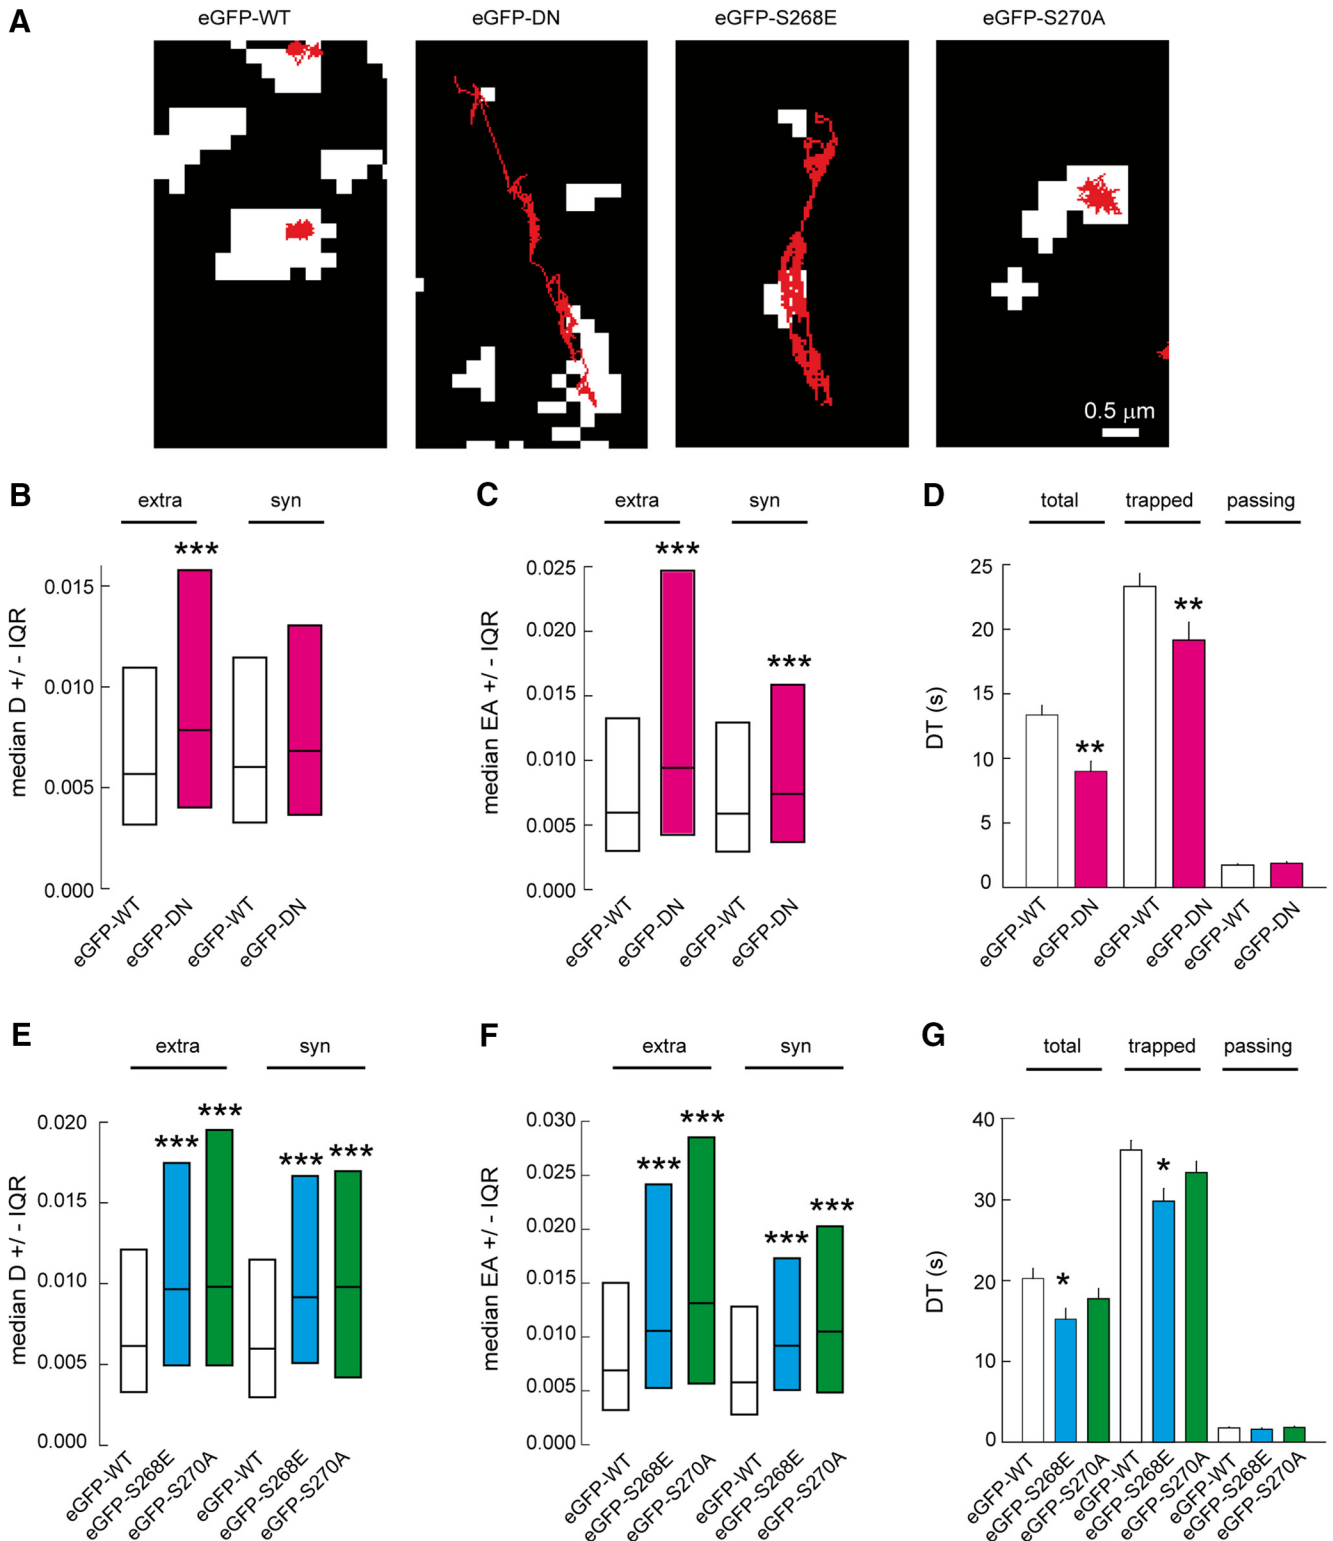 A
eGFP-WT
eGFP-DN
eGFP-S268E
eGFP-S270A
0.5 µm
B
extra
syn
***
median D +/ - IQR
0.015
0.010
0.005
0.000
eGFP-WT
eGFP-DN
eGFP-WT
eGFP-DN
C
extra
syn
***
***
median EA +/ - IQR
0.025
0.020
0.015
0.010
0.005
0.000
eGFP-WT
eGFP-DN
eGFP-WT
eGFP-DN
D
total
trapped
passing
**
**
DT (s)
25
20
15
10
5
0
eGFP-WT
eGFP-DN
eGFP-WT
eGFP-DN
eGFP-WT
eGFP-DN
E
extra
syn
***
***
***
***
median D +/ - IQR
0.020
0.015
0.010
0.005
0.000
eGFP-WT
eGFP-S268E
eGFP-S270A
eGFP-WT
eGFP-S268E
eGFP-S270A
F
extra
syn
***
***
***
***
median EA +/ - IQR
0.030
0.025
0.020
0.015
0.010
0.005
0.000
eGFP-WT
eGFP-S268E
eGFP-S270A
eGFP-WT
eGFP-S268E
eGFP-S270A
G
total
trapped
passing
*
*
DT (s)
40
30
20
10
0
eGFP-WT
eGFP-S268E
eGFP-S270A
eGFP-WT
eGFP-S268E
eGFP-S270A
eGFP-WT
eGFP-S268E
eGFP-S270A